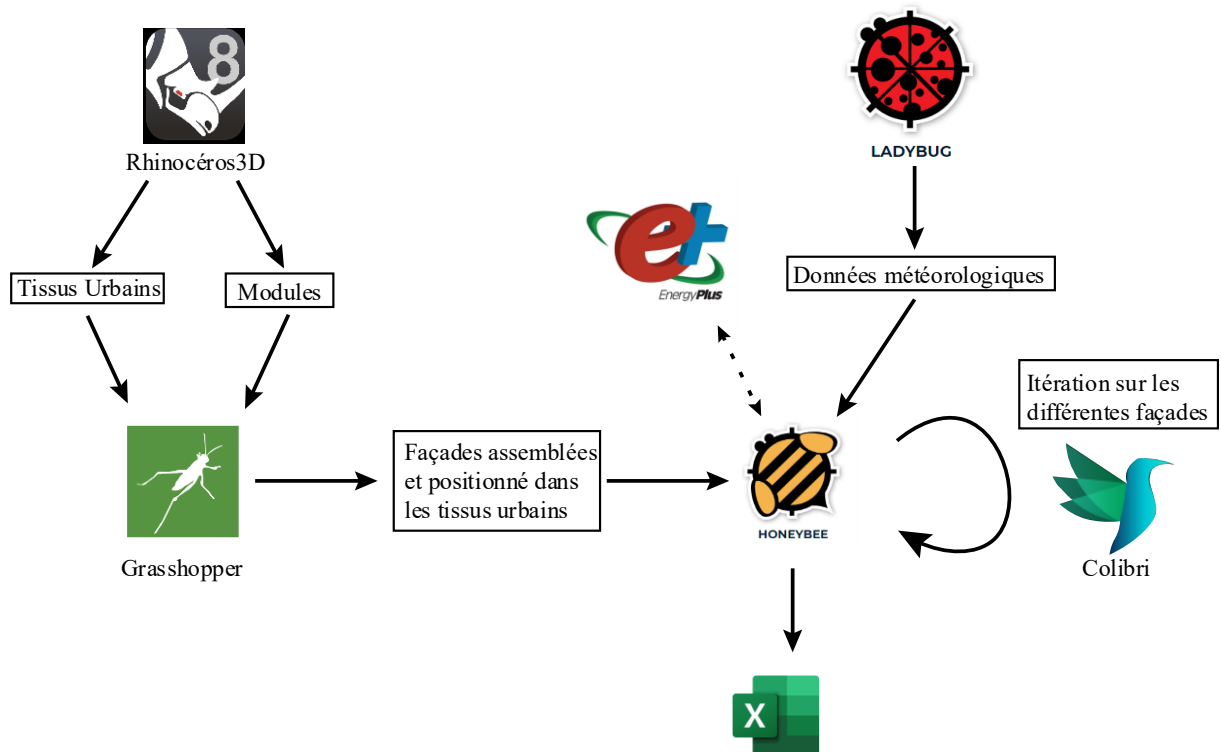 8
Rhinocéros3D
LADYBUG
e+
EnergyPlus
Tissus Urbains
Modules
Données météorologiques
Itération sur les
différentes façades
Façades assemblées
et positionné dans
les tissus urbains
HONEYBEE
Grasshopper
Colibri
X